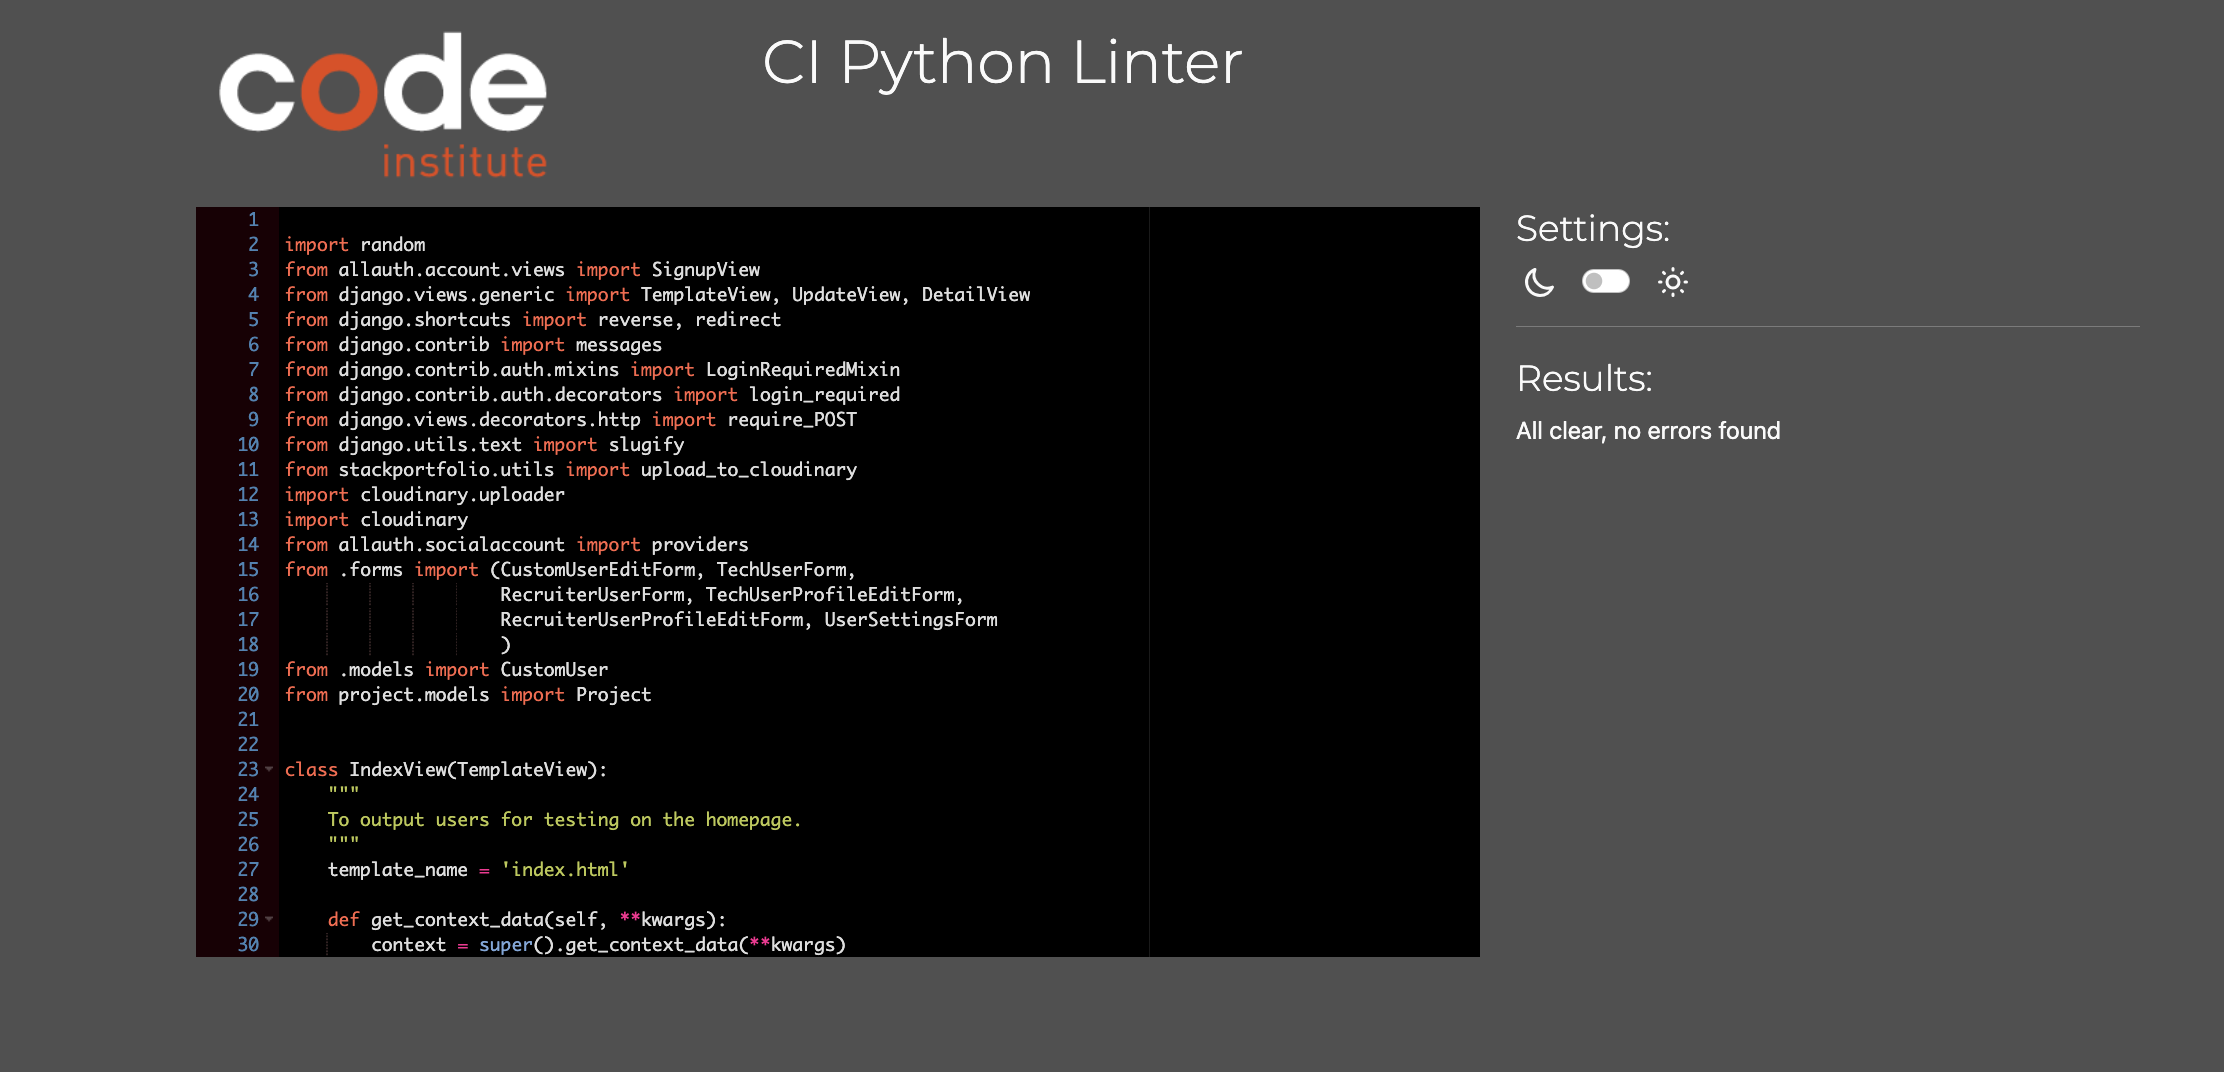 code
institute
CI Python Linter
1
2 import random
3 from allauth.account.views import SignupView
4 from django.views.generic import TemplateView, UpdateView, DetailView
5 from django.shortcuts import reverse, redirect
6 from django.contrib import messages
7 from django.contrib.auth.mixins import LoginRequiredMixin
8 from django.contrib.auth.decorators import login_required
9 from django.views.decorators.http import require_POST
10 from django.utils.text import slugify
11 from stackportfolio.utils import upload_to_cloudinary
12 import cloudinary.uploader
13 import cloudinary
14 from allauth.socialaccount import providers
15 from .forms import (CustomUserEditForm, TechUserForm,
16 RecruiterUserForm, TechUserProfileEditForm,
17 RecruiterUserProfileEditForm, UserSettingsForm
18 )
19 from .models import CustomUser
20 from project.models import Project
21
22
23 class IndexView(TemplateView):
24 """
25 To output users for testing on the homepage.
26 """
27 template_name = 'index.html'
28
29 def get_context_data(self, **kwargs):
30 context = super().get_context_data(**kwargs)
Settings:
Results:
All clear, no errors found